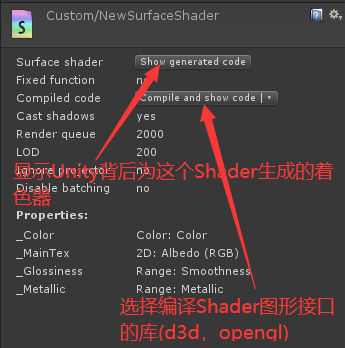 Custom/NewSurfaceShader
Surface shader Show generated code
Fixed function no
Compiled code Compile and show code
Cast shadows yes
Render queue 2000
LOD 200
显示Unity背后为这个Shader生成的着
色器
Ignore projector no
Disable batching no
Properties:
_Color Color: Color
_MainTex 2D: Albedo (RGB)
_Glossiness Range: Smoothness
_Metallic Range: Metallic
选择编译Shader图形接口
的库(d3d, opengl)